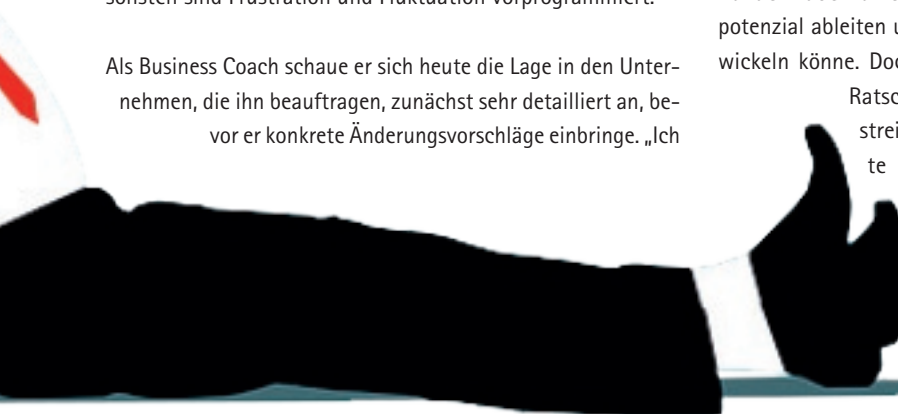 sonsten sind Frustration und Fluktuation vorprogrammiert.
Als Business Coach schaue er sich heute die Lage in den Unter-
nehmen, die ihn beauftragen, zunächst sehr detailliert an, be-
vor er konkrete Änderungsvorschläge einbringe. „Ich
potenzial ableiten u
wickeln könne. Doc
Ratsc
strei
te